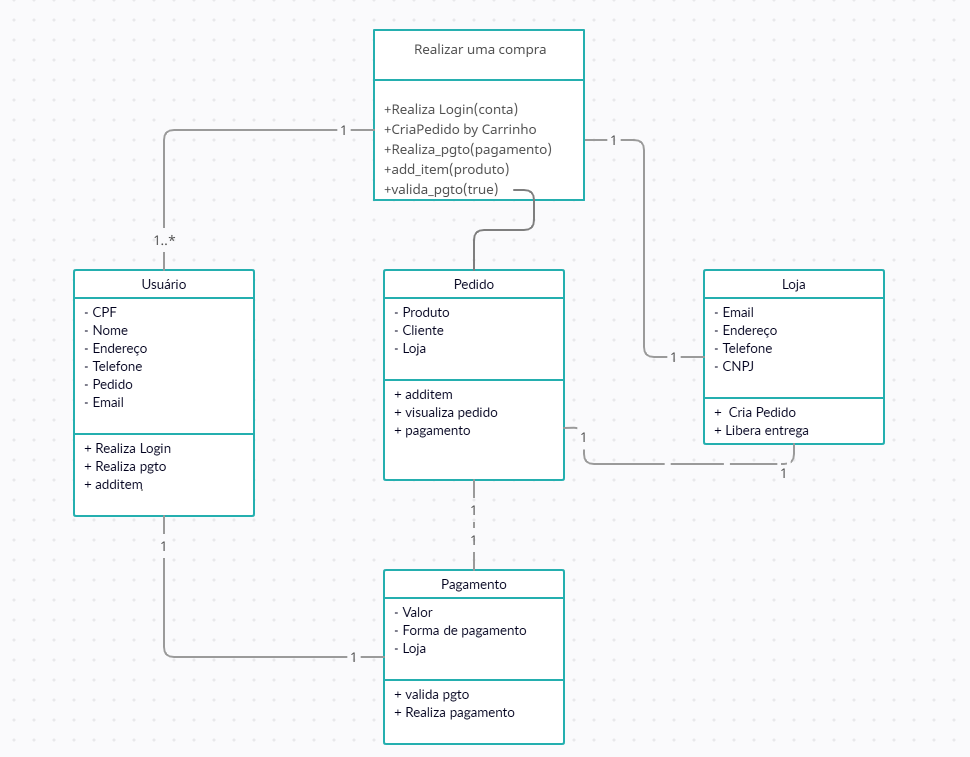 Realizar uma compra
+Realiza Login(conta)
+CriaPedido by Carrinho
+Realiza_pgto(pagamento)
+add_item(produto)
+valida_pgto(true)
1
1
1..*
Usuário
- CPF
- Nome
- Endereço
- Telefone
- Pedido
- Email
+ Realiza Login
+ Realiza pgto
+ additem
Pedido
- Produto
- Cliente
- Loja
+ additem
+ visualiza pedido
+ pagamento
Loja
- Email
- Endereço
- Telefone
- CNPJ
+  Cria Pedido
+ Libera entrega
1
1
1
1
1
1
1
Pagamento
- Valor
- Forma de pagamento
- Loja
+ valida pgto
+ Realiza pagamento